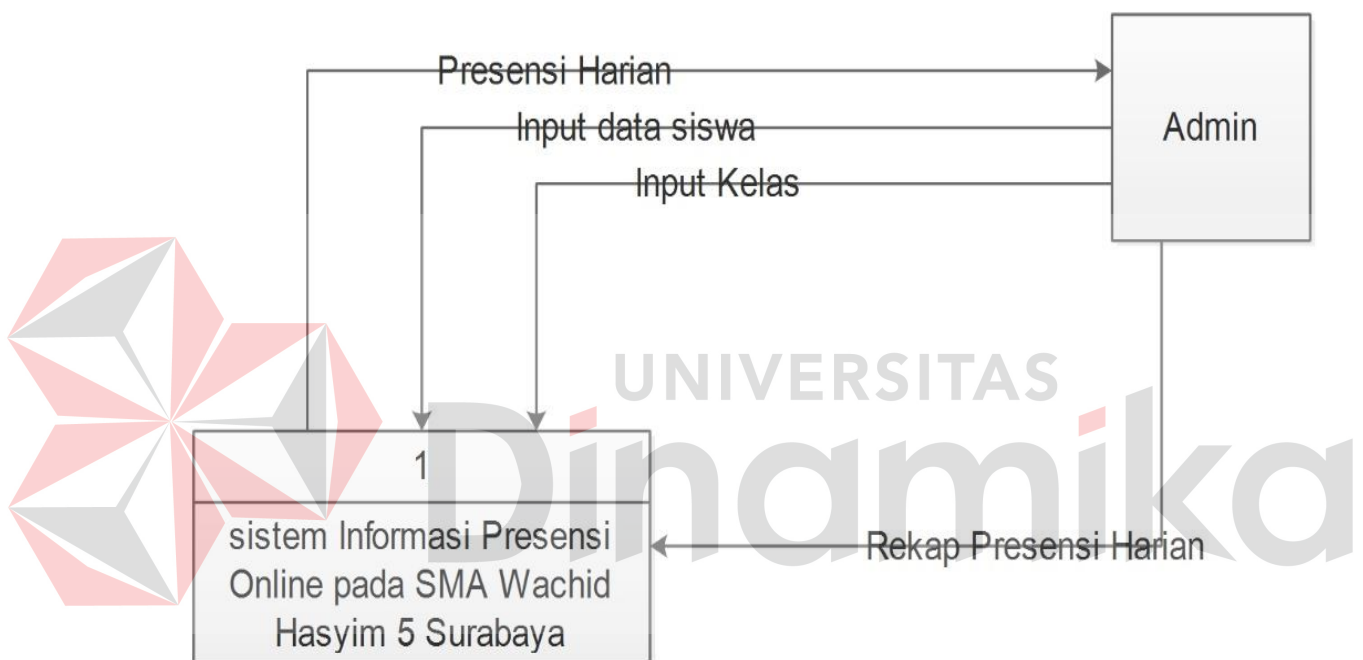 Presensi Harian
Input data siswa
Admin
Input Kelas
UNIVERSITAS
Dinamika
1
sistem Informasi Presensi
Online pada SMA Wachid
Hasyim 5 Surabaya
Rekap Presensi Harian